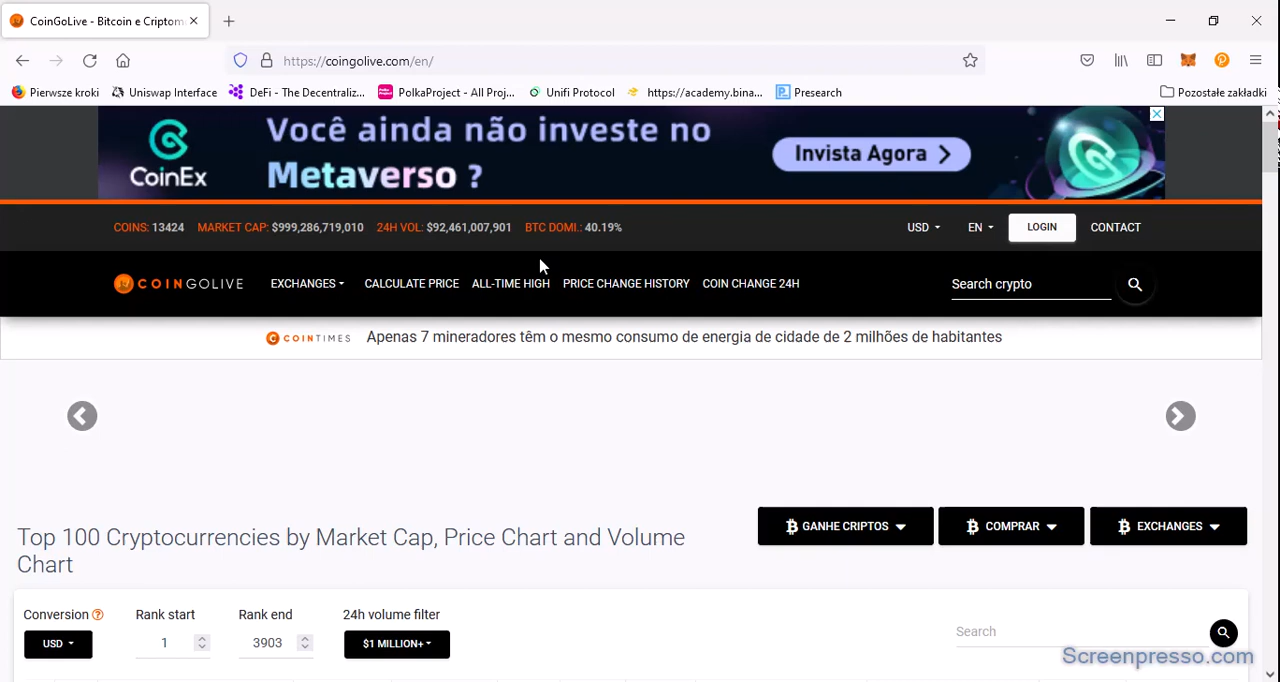 CoinGoLive - Bitcoin e Criptom
https://coingolive.com/en/
Pierwsze kroki Uniswap Interface DeFi - The Decentraliz... PolkaProject - All Proj... Unifi Protocol https://academy.bina... Presearch Pozostałe zakładki
Você ainda não investe no
Metaverso ?
CoinEx
Invista Agora
COINS: 13424 MARKET CAP: $999,286,719,010 24H VOL: $92,461,007,901 BTC DOMI.: 40.19% USD EN LOGIN CONTACT
COINGOLIVE EXCHANGES CALCULATE PRICE ALL-TIME HIGH PRICE CHANGE HISTORY COIN CHANGE 24H Search crypto
COINTIMES Apenas 7 mineradores têm o mesmo consumo de energia de cidade de 2 milhões de habitantes
GANHE CRIPTOS COMPRAR EXCHANGES
Top 100 Cryptocurrencies by Market Cap, Price Chart and Volume
Chart
Conversion Rank start Rank end 24h volume filter
USD 1 3903 $1 MILLION+ Search
Screenpresso.com